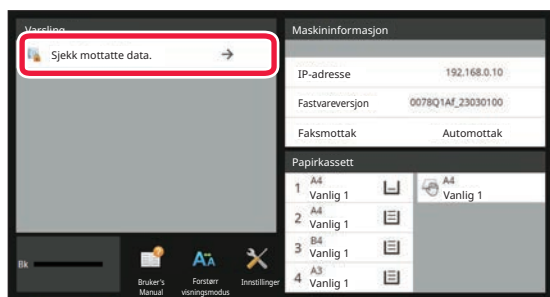 Varsling
Sjekk mottatte data.
Bk
Bruker's
Manual
Forstørr
visningsmodus
Innstillinger
Maskininformasjon
IP-adresse 192.168.0.10
Fastvareversjon 0078Q1Af_23030100
Faksmottak Automottak
Papirkassett
1 A4
Vanlig 1
A4
Vanlig 1
2 A4
Vanlig 1
3 B4
Vanlig 1
4 A3
Vanlig 1